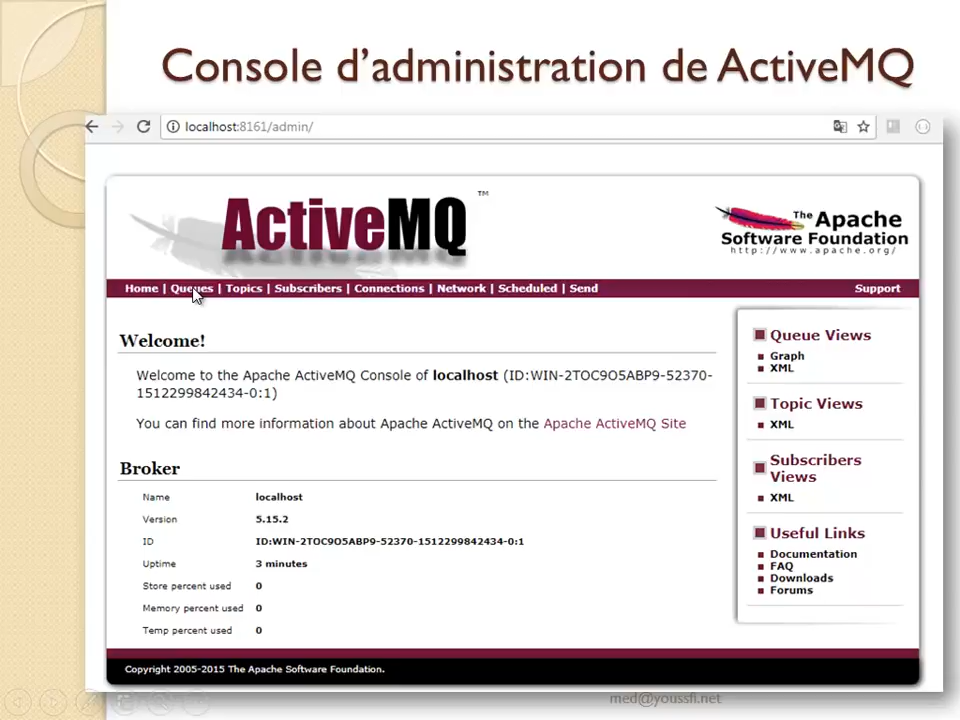 Console d'administration de ActiveMQ
localhost:8161/admin/
ActiveMQ™
The Apache
Software Foundation
http://www.apache.org/
Home | Queues | Topics | Subscribers | Connections | Network | Scheduled | Send
Support
Welcome!
Welcome to the Apache ActiveMQ Console of localhost (ID:WIN-2TOC9O5ABP9-52370-
1512299842434-0:1)
You can find more information about Apache ActiveMQ on the Apache ActiveMQ Site
Broker
Name localhost
Version 5.15.2
ID ID:WIN-2TOC9O5ABP9-52370-1512299842434-0:1
Uptime 3 minutes
Store percent used 0
Memory percent used 0
Temp percent used 0
Queue Views
Graph
XML
Topic Views
XML
Subscribers
Views
XML
Useful Links
Documentation
FAQ
Downloads
Forums
Copyright 2005-2015 The Apache Software Foundation.
med@youssfi.net